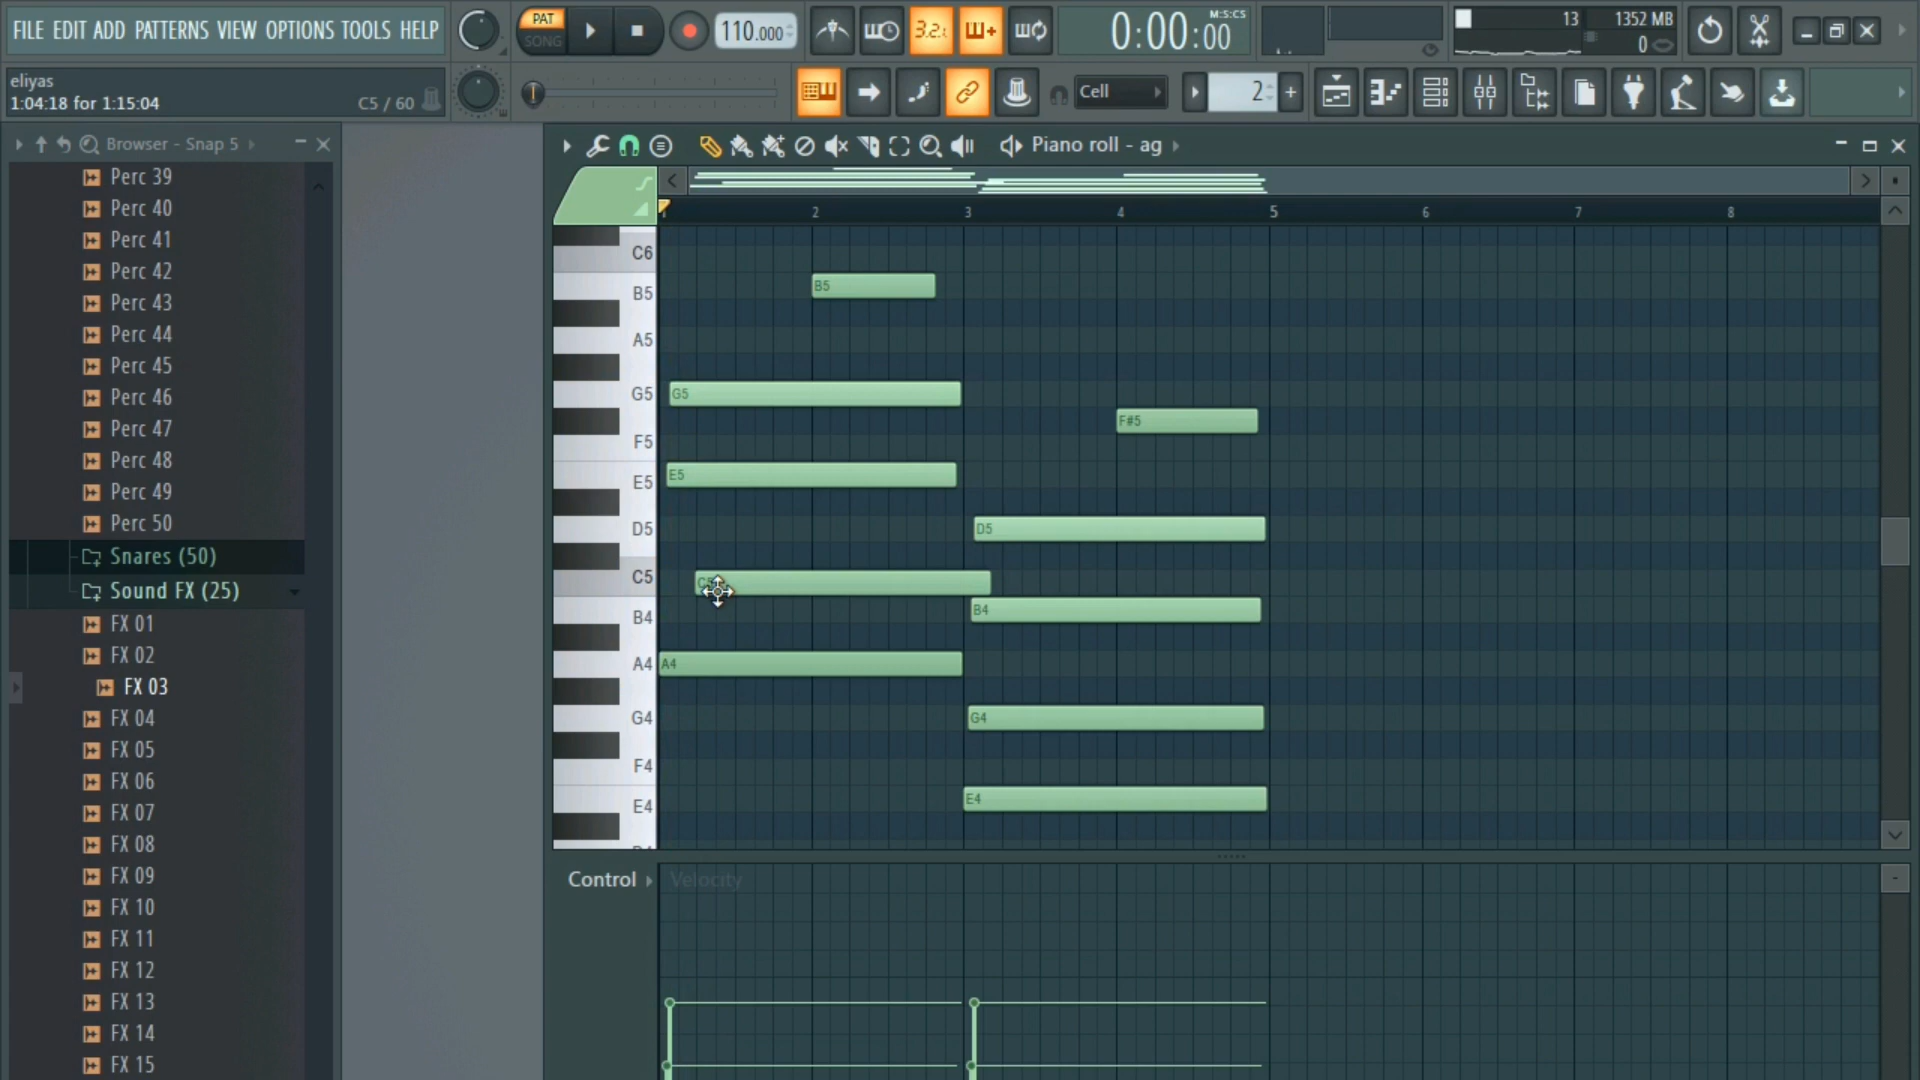 FILE EDIT ADD PATTERNS VIEW OPTIONS TOOLS HELP
PAT
SONG
110.000
3.2.
0:00:00
M:S:CS
13
1352 MB
0
eliyas
1:04:18 for 1:15:04
C5 / 60
Cell
2
Browser - Snap 5
Piano roll - ag
Perc 39
Perc 40
Perc 41
Perc 42
Perc 43
Perc 44
Perc 45
Perc 46
Perc 47
Perc 48
Perc 49
Perc 50
Snares (50)
Sound FX (25)
FX 01
FX 02
FX 03
FX 04
FX 05
FX 06
FX 07
FX 08
FX 09
FX 10
FX 11
FX 12
FX 13
FX 14
FX 15
2
3
4
5
6
7
8
C6
B5
A5
G5
F5
E5
D5
C5
B4
A4
G4
F4
E4
B5
G5
F#5
E5
D5
B4
A4
G4
E4
Control
Velocity